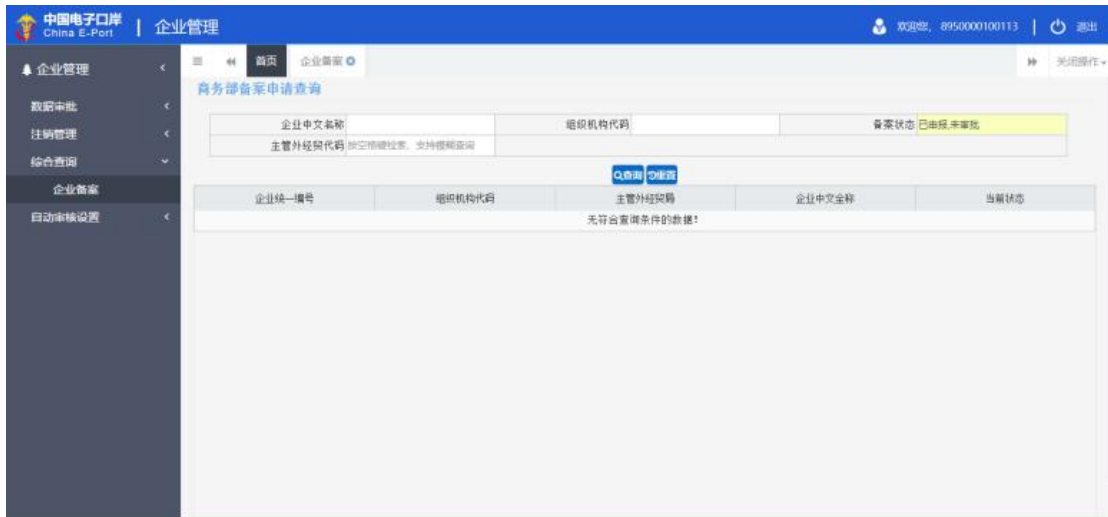 中国电子口岸
China E-Port
企业管理
欢迎您，8950000100113
退出
企业管理
首页
企业备案
关闭操作
商务部备案申请查询
数据审批
注销管理
综合查询
企业备案
自动审核设置
企业中文名称
组织机构代码
备案状态 已申报,未审批
主管外经贸代码 按空格键检索，支持模糊查询
查询 重置
企业统一编号 组织机构代码 主管外经贸局 企业中文全称 当前状态
无符合查询条件的数据！